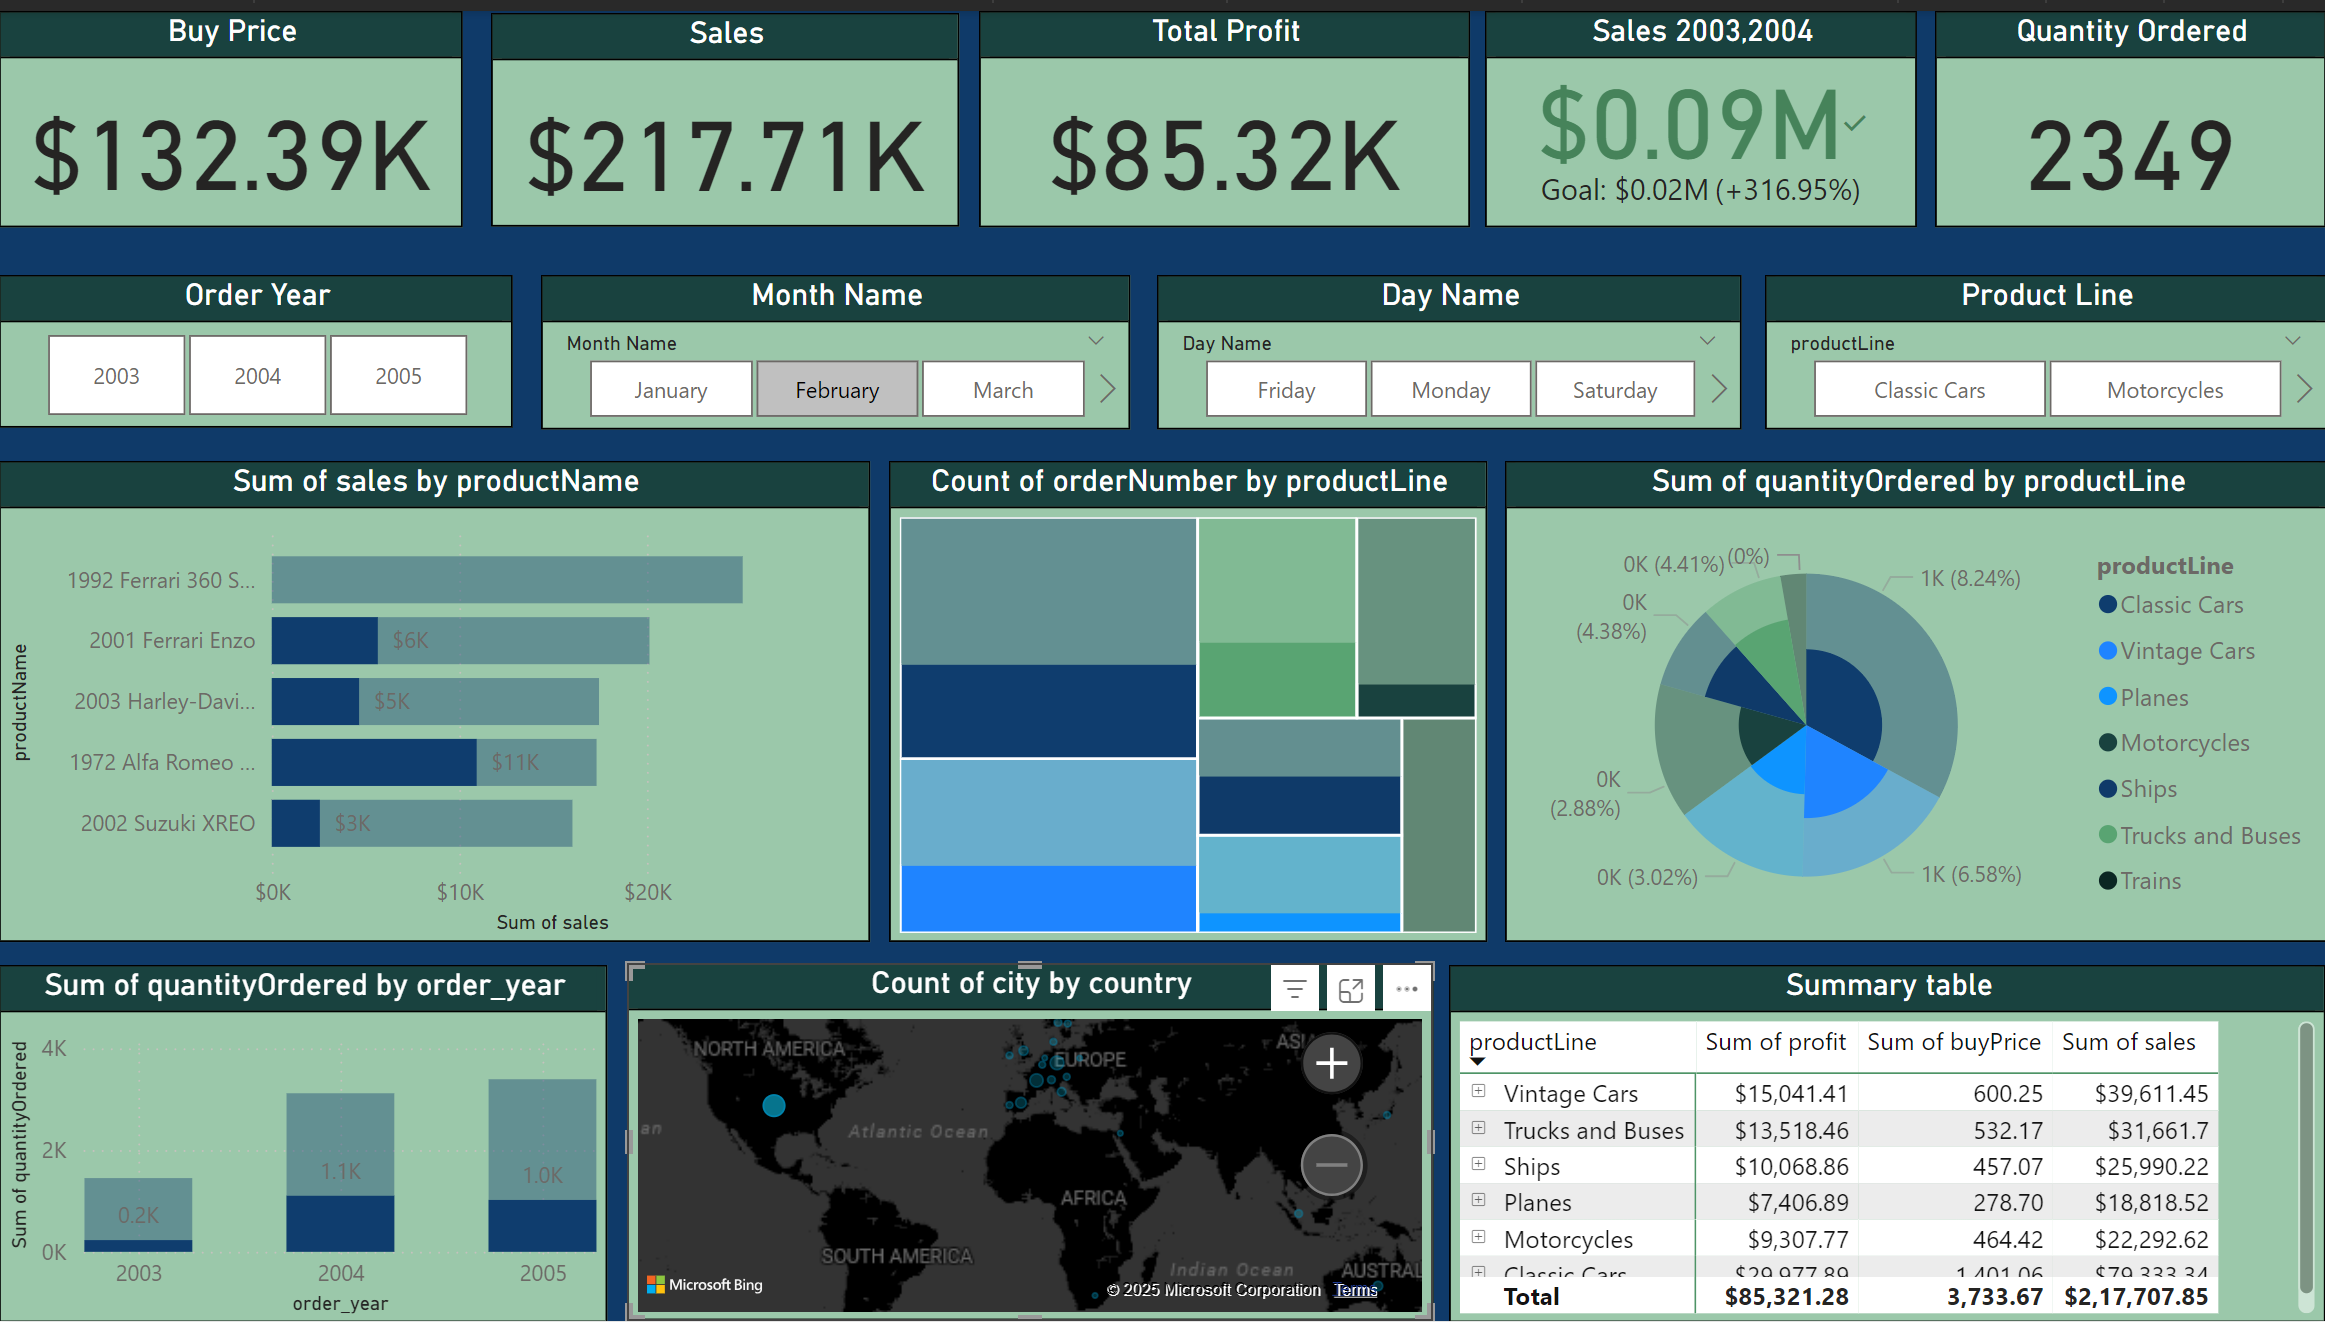 Buy Price
$132.39K
Sales
$217.71K
Total Profit
$85.32K
Sales 2003,2004
$0.09M
Goal: $0.02M (+316.95%)
Quantity Ordered
2349
Order Year
2003
2004
2005
Month Name
Month Name
January
February
March
Day Name
Day Name
Friday
Monday
Saturday
Product Line
productLine
Classic Cars
Motorcycles
Sum of sales by productName
productName
1992 Ferrari 360 S...
2001 Ferrari Enzo
$6K
2003 Harley-Davi...
$5K
1972 Alfa Romeo ...
$11K
2002 Suzuki XREO
$3K
$0K
$10K
$20K
Sum of sales
Count of orderNumber by productLine
Sum of quantityOrdered by productLine
0K (4.41%)
(0%)
1K (8.24%)
0K
(4.38%)
0K
(2.88%)
0K (3.02%)
1K (6.58%)
productLine
Classic Cars
Vintage Cars
Planes
Motorcycles
Ships
Trucks and Buses
Trains
Sum of quantityOrdered by order_year
Sum of quantityOrdered
4K
2K
0K
0.2K
1.1K
1.0K
2003
2004
2005
order_year
Count of city by country
NORTH AMERICA
EUROPE
ASI
an
Atlantic Ocean
AFRICA
SOUTH AMERICA
Indian Ocean
AUSTRAL
Microsoft Bing
© 2025 Microsoft Corporation Terms
Summary table
productLine Sum of profit Sum of buyPrice Sum of sales
Vintage Cars $15,041.41 600.25 $39,611.45
Trucks and Buses $13,518.46 532.17 $31,661.7
Ships $10,068.86 457.07 $25,990.22
Planes $7,406.89 278.70 $18,818.52
Motorcycles $9,307.77 464.42 $22,292.62
Classic Cars $29,977.89 1,401.06 $79,333.34
Total $85,321.28 3,733.67 $2,17,707.85